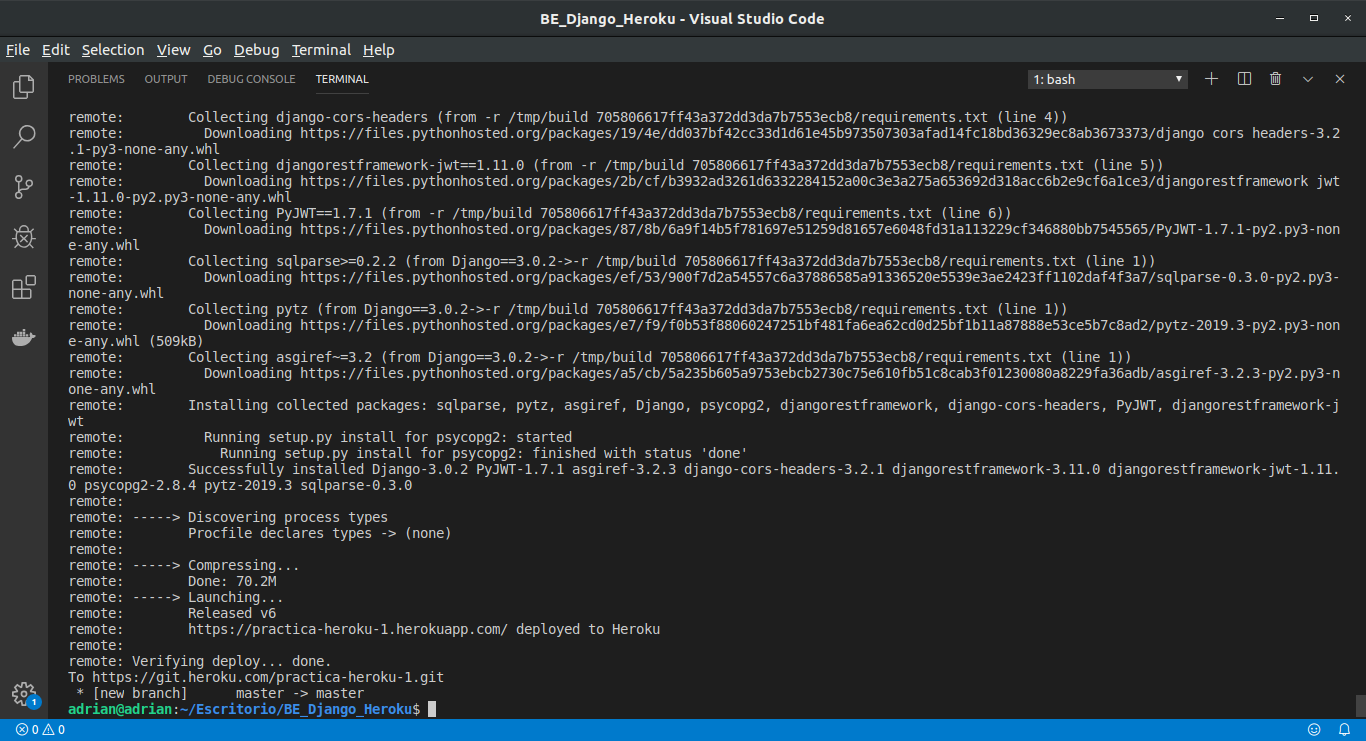 BE_Django_Heroku - Visual Studio Code
File Edit Selection View Go Debug Terminal Help
PROBLEMS OUTPUT DEBUG CONSOLE TERMINAL 1: bash
remote:        Collecting django-cors-headers (from -r /tmp/build 705806617ff43a372dd3da7b7553ecb8/requirements.txt (line 4))
remote:          Downloading https://files.pythonhosted.org/packages/19/4e/dd037bf42cc33d1d61e45b973507303afad14fc18bd36329ec8ab3673373/django cors headers-3.2
.1-py3-none-any.whl
remote:        Collecting djangorestframework-jwt==1.11.0 (from -r /tmp/build 705806617ff43a372dd3da7b7553ecb8/requirements.txt (line 5))
remote:          Downloading https://files.pythonhosted.org/packages/2b/cf/b3932ad3261d6332284152a00c3e3a275a653692d318acc6b2e9cf6a1ce3/djangorestframework jwt
-1.11.0-py2.py3-none-any.whl
remote:        Collecting PyJWT==1.7.1 (from -r /tmp/build 705806617ff43a372dd3da7b7553ecb8/requirements.txt (line 6))
remote:          Downloading https://files.pythonhosted.org/packages/87/8b/6a9f14b5f781697e51259d81657e6048fd31a113229cf346880bb7545565/PyJWT-1.7.1-py2.py3-non
e-any.whl
remote:        Collecting sqlparse>=0.2.2 (from Django==3.0.2->-r /tmp/build 705806617ff43a372dd3da7b7553ecb8/requirements.txt (line 1))
remote:          Downloading https://files.pythonhosted.org/packages/ef/53/900f7d2a54557c6a37886585a91336520e5539e3ae2423ff1102daf4f3a7/sqlparse-0.3.0-py2.py3-
none-any.whl
remote:        Collecting pytz (from Django==3.0.2->-r /tmp/build 705806617ff43a372dd3da7b7553ecb8/requirements.txt (line 1))
remote:          Downloading https://files.pythonhosted.org/packages/e7/f9/f0b53f88060247251bf481fa6ea62cd0d25bf1b11a87888e53ce5b7c8ad2/pytz-2019.3-py2.py3-non
e-any.whl (509kB)
remote:        Collecting asgiref~=3.2 (from Django==3.0.2->-r /tmp/build 705806617ff43a372dd3da7b7553ecb8/requirements.txt (line 1))
remote:          Downloading https://files.pythonhosted.org/packages/a5/cb/5a235b605a9753ebcb2730c75e610fb51c8cab3f01230080a8229fa36adb/asgiref-3.2.3-py2.py3-n
one-any.whl
remote:        Installing collected packages: sqlparse, pytz, asgiref, Django, psycopg2, djangorestframework, django-cors-headers, PyJWT, djangorestframework-j
wt
remote:          Running setup.py install for psycopg2: started
remote:            Running setup.py install for psycopg2: finished with status 'done'
remote:        Successfully installed Django-3.0.2 PyJWT-1.7.1 asgiref-3.2.3 django-cors-headers-3.2.1 djangorestframework-3.11.0 djangorestframework-jwt-1.11.
0 psycopg2-2.8.4 pytz-2019.3 sqlparse-0.3.0
remote:
remote: -----> Discovering process types
remote:        Procfile declares types -> (none)
remote:
remote: -----> Compressing...
remote:        Done: 70.2M
remote: -----> Launching...
remote:        Released v6
remote:        https://practica-heroku-1.herokuapp.com/ deployed to Heroku
remote:
remote: Verifying deploy... done.
To https://git.heroku.com/practica-heroku-1.git
 * [new branch]      master -> master
adrian@adrian:~/Escritorio/BE_Django_Heroku$
1
0 0